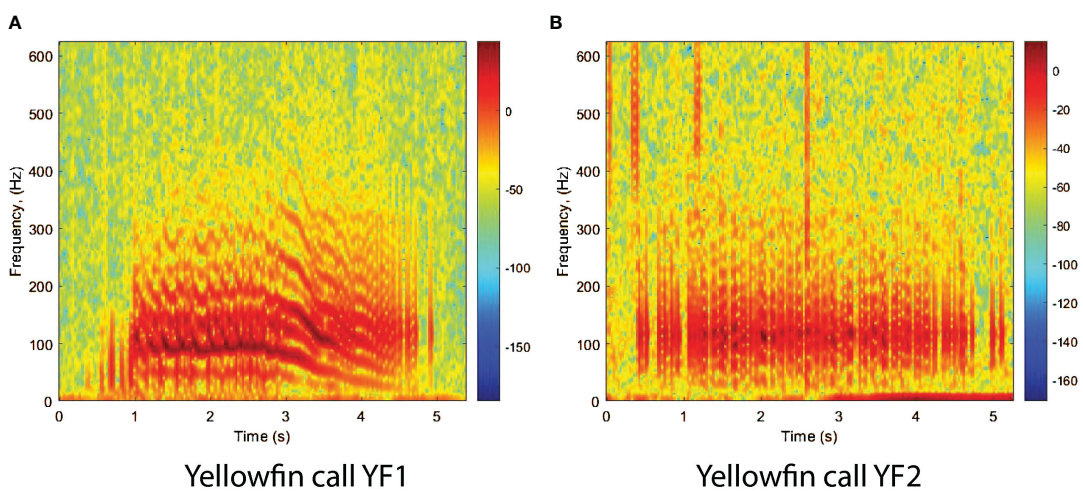 A
B
600
500
400
300
200
100
0
Frequency, (Hz)
0 1 2 3 4 5
Time (s)
0
-50
-100
-150
600
500
400
300
200
100
0
Frequency, (Hz)
0 1 2 3 4 5
Time (s)
0
-20
-40
-60
-80
-100
-120
-140
-160
Yellowfin call YF1
Yellowfin call YF2